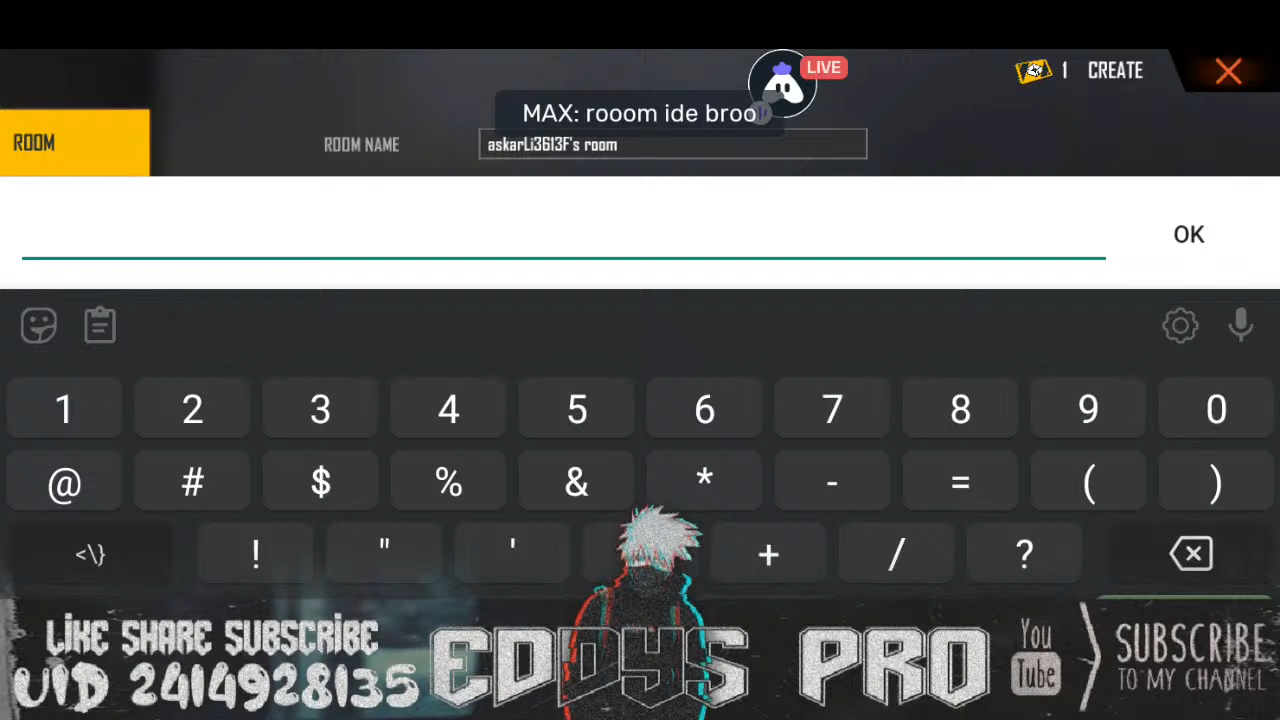 LIVE
1 CREATE
MAX: rooom ide broo
ROOM
ROOM NAME
askarLi3613F's room
OK
1 2 3 4 5 6 7 8 9 0
@ # $ % & * - = ( )
<\} ! " ' + / ?
LIKE SHARE SUBSCRIBE
UID 2414928135
EDDYS PRO
You
Tube
SUBSCRIBE
TO MY CHANNEL